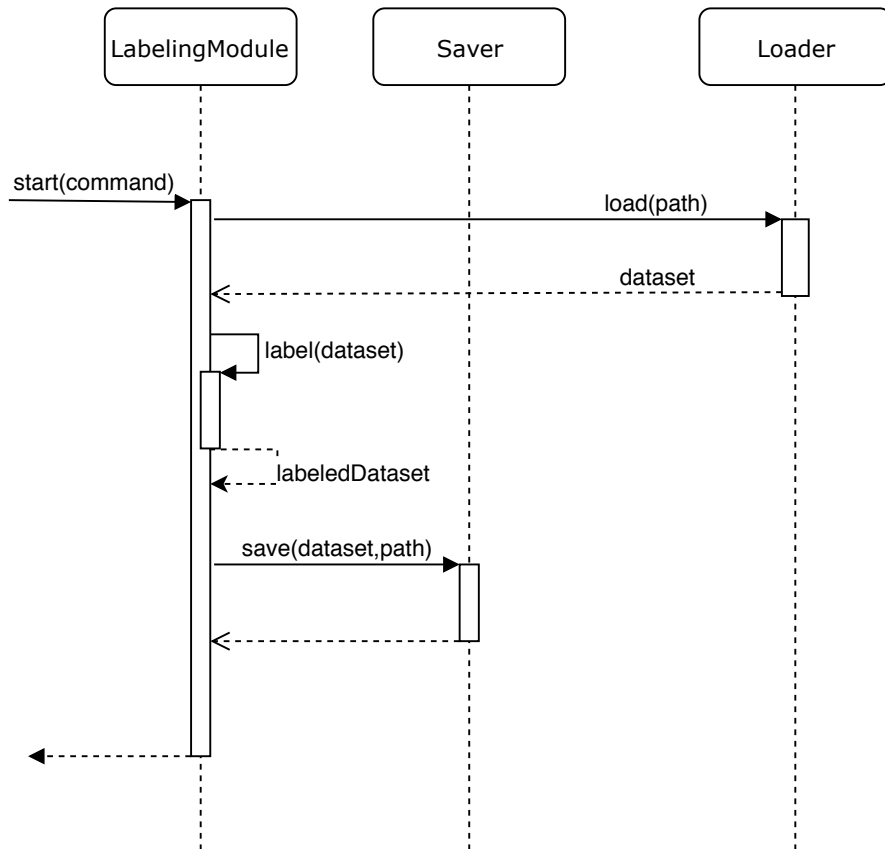 LabelingModule
Saver
Loader
start(command)
load(path)
dataset
label(dataset)
labeledDataset
save(dataset,path)